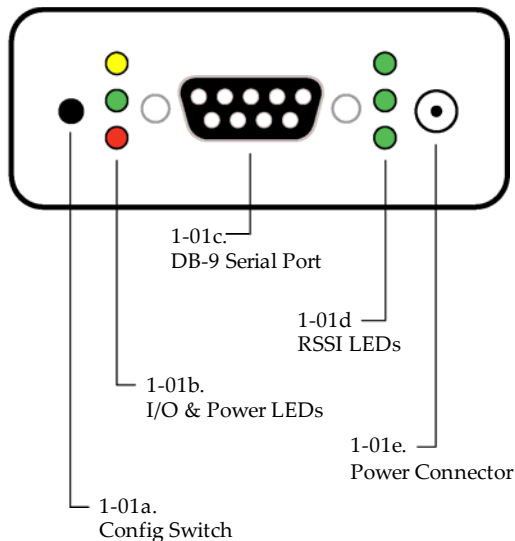 1-01c.
DB-9 Serial Port
1-01d
RSSI LEDs
1-01b.
I/O & Power LEDs
1-01e.
Power Connector
1-01a.
Config Switch